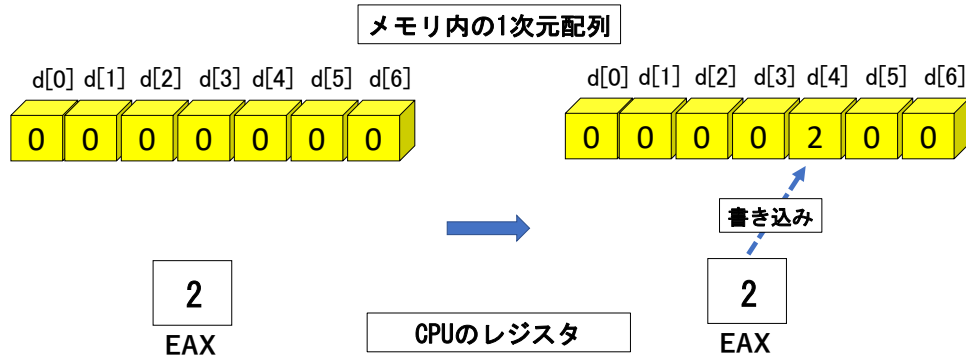 メモリ内の1次元配列
d[0] d[1] d[2] d[3] d[4] d[5] d[6]
0 0 0 0 0 0 0
d[0] d[1] d[2] d[3] d[4] d[5] d[6]
0 0 0 0 2 0 0
書き込み
2
EAX
CPUのレジスタ
2
EAX